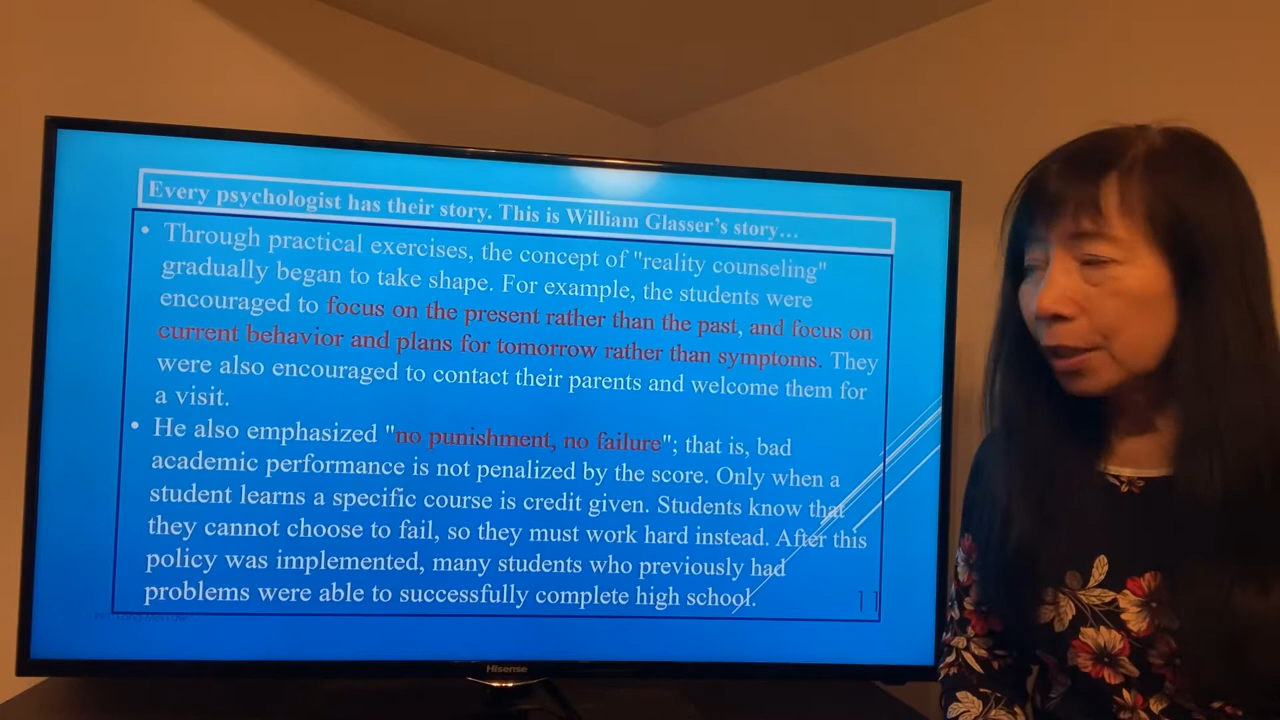 Every psychologist has their story. This is William Glasser's story…
• Through practical exercises, the concept of "reality counseling"
gradually began to take shape. For example, the students were
encouraged to focus on the present rather than the past, and focus on
current behavior and plans for tomorrow rather than symptoms. They
were also encouraged to contact their parents and welcome them for
a visit.
• He also emphasized "no punishment, no failure"; that is, bad
academic performance is not penalized by the score. Only when a
student learns a specific course is credit given. Students know that
they cannot choose to fail, so they must work hard instead. After this
policy was implemented, many students who previously had
problems were able to successfully complete high school.
11
Hisense